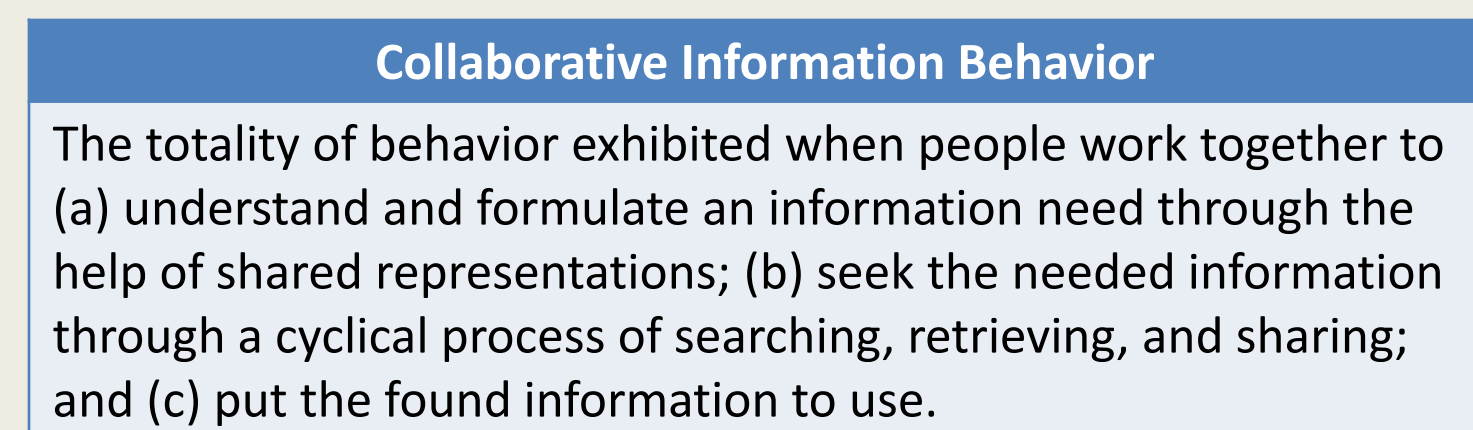 Collaborative Information Behavior
The totality of behavior exhibited when people work together to
(a) understand and formulate an information need through the
help of shared representations; (b) seek the needed information
through a cyclical process of searching, retrieving, and sharing;
and (c) put the found information to use.